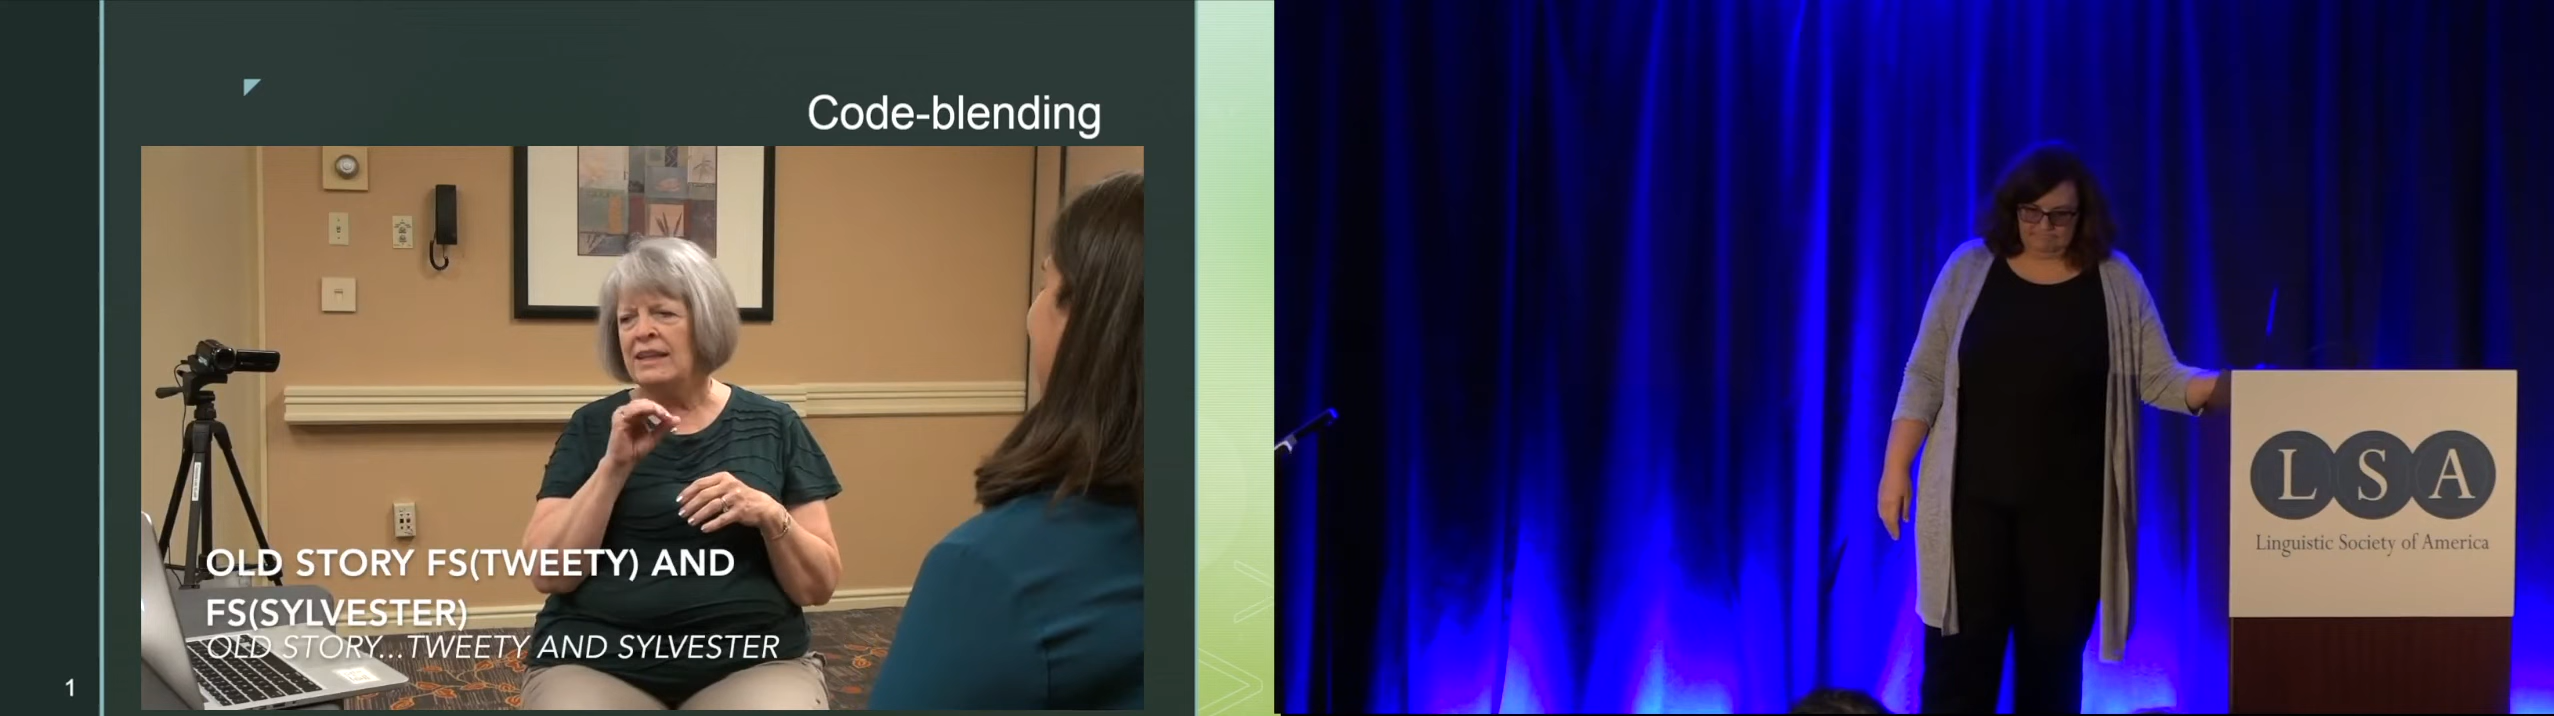 Code-blending
OLD STORY FS(TWEETY) AND
FS(SYLVESTER)
OLD STORY...TWEETY AND SYLVESTER
1
LSA
Linguistic Society of America